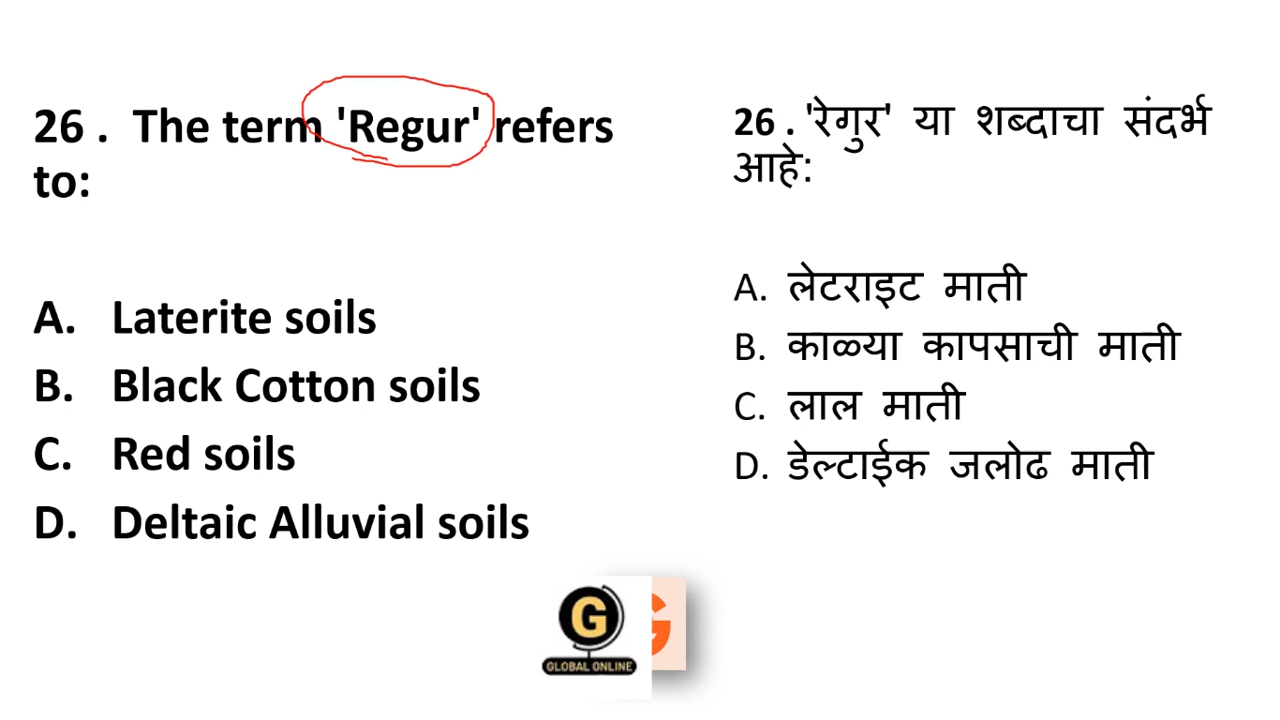 26 .  The term 'Regur' refers
to:
A. Laterite soils
B. Black Cotton soils
C. Red soils
D. Deltaic Alluvial soils
26 . 'रेगुर' या शब्दाचा संदर्भ
आहे:
A. लेटराइट माती
B. काळ्या कापसाची माती
C. लाल माती
D. डेल्टाईक जलोढ माती
G
GLOBAL ONLINE
G